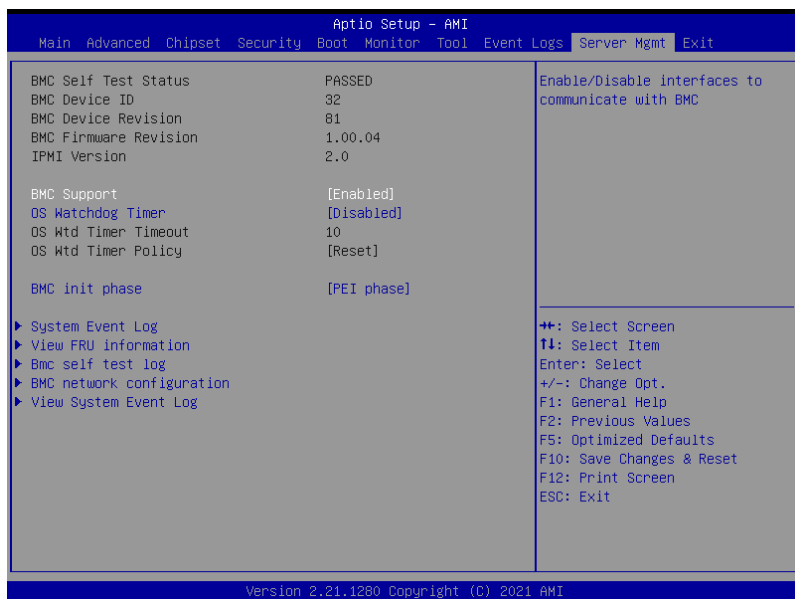 Aptio Setup - AMI
Main Advanced Chipset Security Boot Monitor Tool Event Logs Server Mgmt Exit
BMC Self Test Status PASSED
BMC Device ID 32
BMC Device Revision 81
BMC Firmware Revision 1.00.04
IPMI Version 2.0
BMC Support [Enabled]
OS Watchdog Timer [Disabled]
OS Wtd Timer Timeout 10
OS Wtd Timer Policy [Reset]
BMC init phase [PEI phase]
System Event Log
View FRU information
Bmc self test log
BMC network configuration
View System Event Log
Enable/Disable interfaces to
communicate with BMC
→←: Select Screen
↑↓: Select Item
Enter: Select
+/-: Change Opt.
F1: General Help
F2: Previous Values
F5: Optimized Defaults
F10: Save Changes & Reset
F12: Print Screen
ESC: Exit
Version 2.21.1280 Copyright (C) 2021 AMI